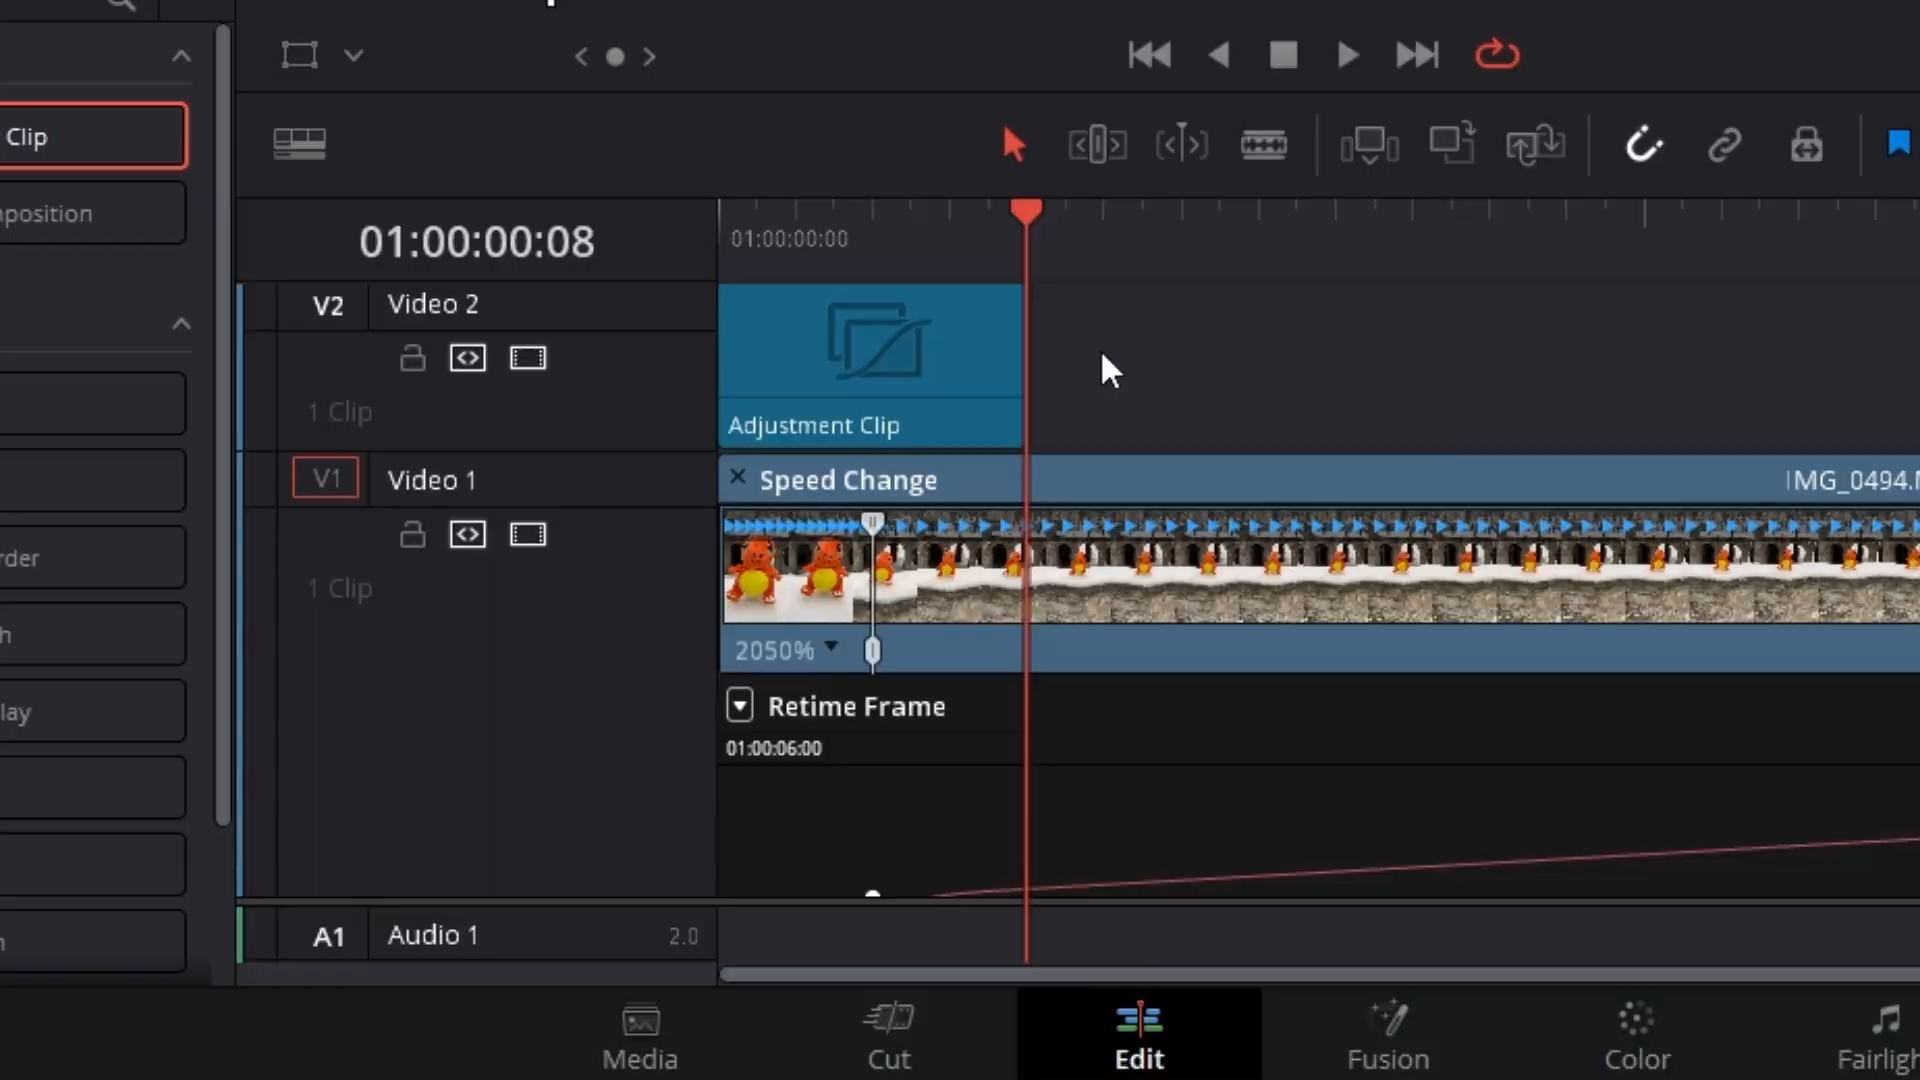 Clip
position
01:00:00:08
01:00:00:00
V2 Video 2
1 Clip
Adjustment Clip
V1 Video 1
Speed Change
IMG_0494.
1 Clip
rder
h
2050%
lay
Retime Frame
01:00:06:00
A1 Audio 1 2.0
Media Cut Edit Fusion Color Fairligh